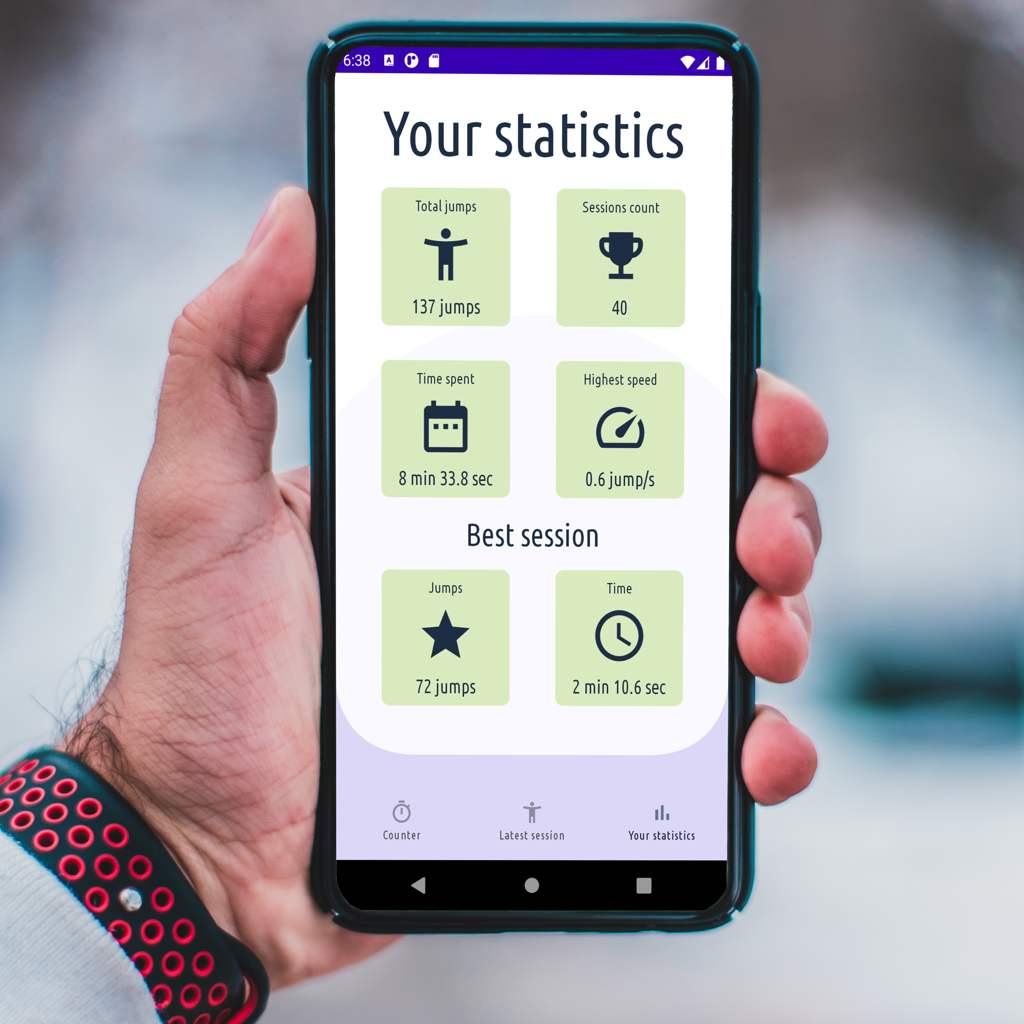 6:38
Your statistics
Total jumps
137 jumps
Sessions count
40
Time spent
8 min 33.8 sec
Highest speed
0.6 jump/s
Best session
Jumps
72 jumps
Time
2 min 10.6 sec
Counter
Latest session
Your statistics